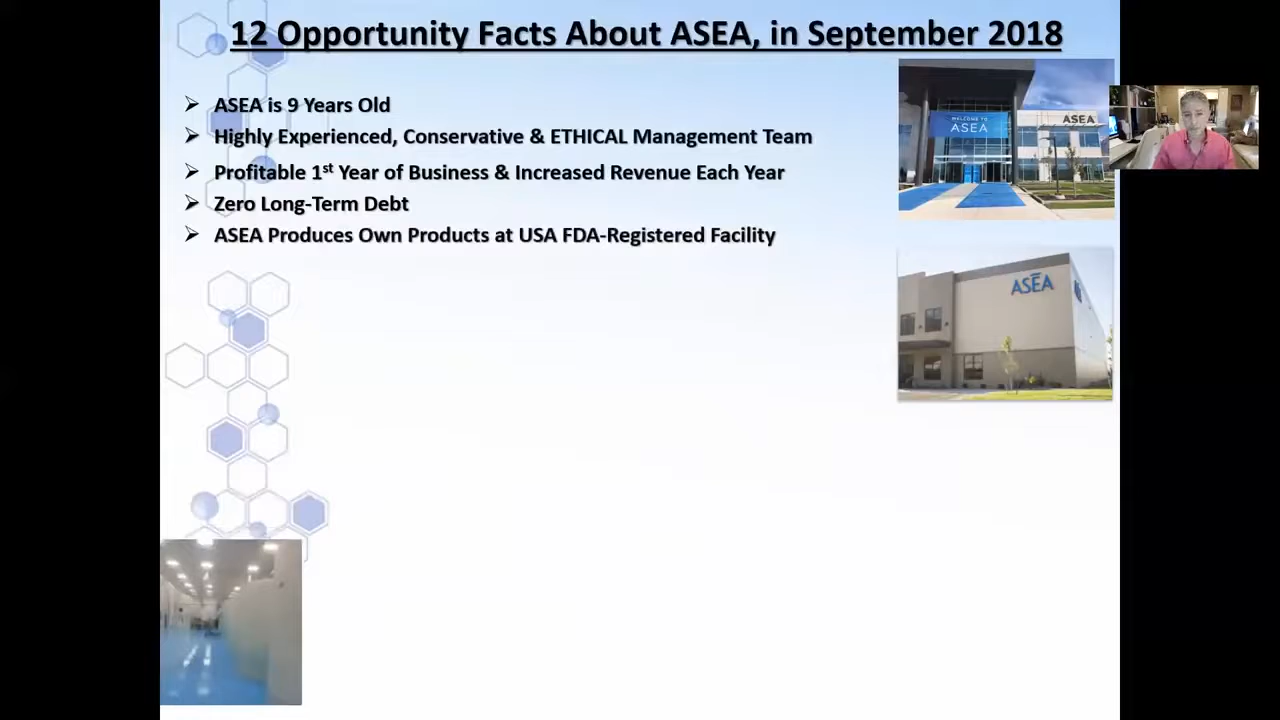 12 Opportunity Facts About ASEA, in September 2018
➢ ASEA is 9 Years Old
➢ Highly Experienced, Conservative & ETHICAL Management Team
➢ Profitable 1st Year of Business & Increased Revenue Each Year
➢ Zero Long-Term Debt
➢ ASEA Produces Own Products at USA FDA-Registered Facility
WELCOME TO
ASEA
ASEA
ASEA